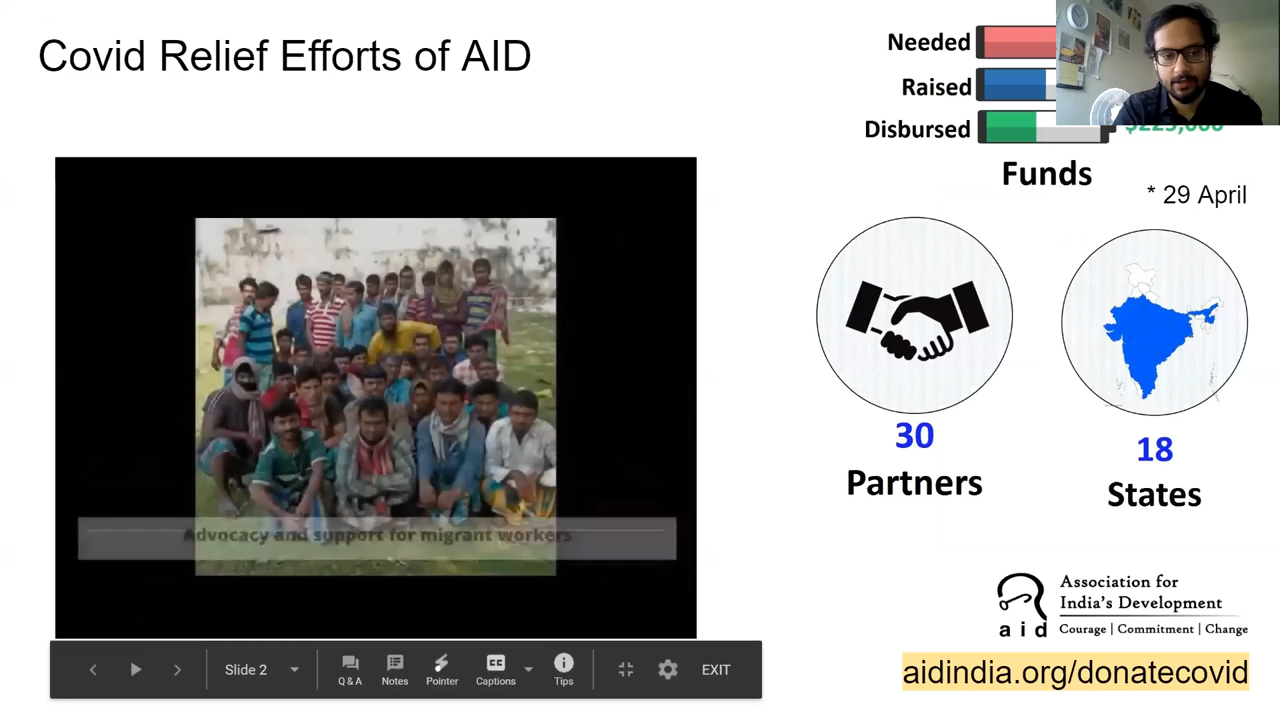 Covid Relief Efforts of AID
Needed
Raised
Disbursed
Funds
* 29 April
30
Partners
18
States
Advocacy and support for migrant workers
Association for
India's Development
aid
Courage | Commitment | Change
aidindia.org/donatecovid
Slide 2
Q & A
Notes
Pointer
CC
Captions
Tips
EXIT